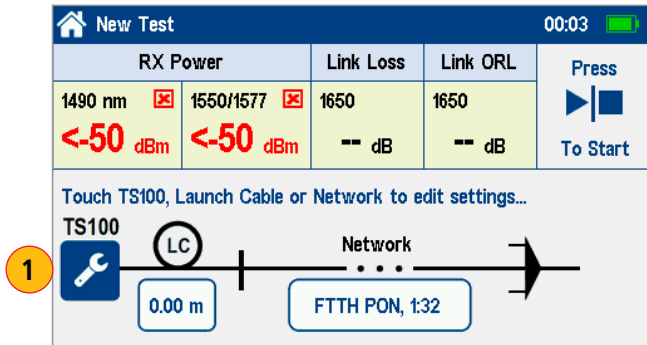 New Test 00:03
RX Power Link Loss Link ORL Press
1490 nm 1550/1577 1650 1650
<-50 dBm <-50 dBm -- dB -- dB To Start
Touch TS100, Launch Cable or Network to edit settings...
TS100
LC Network
1
0.00 m FTTH PON, 1:32